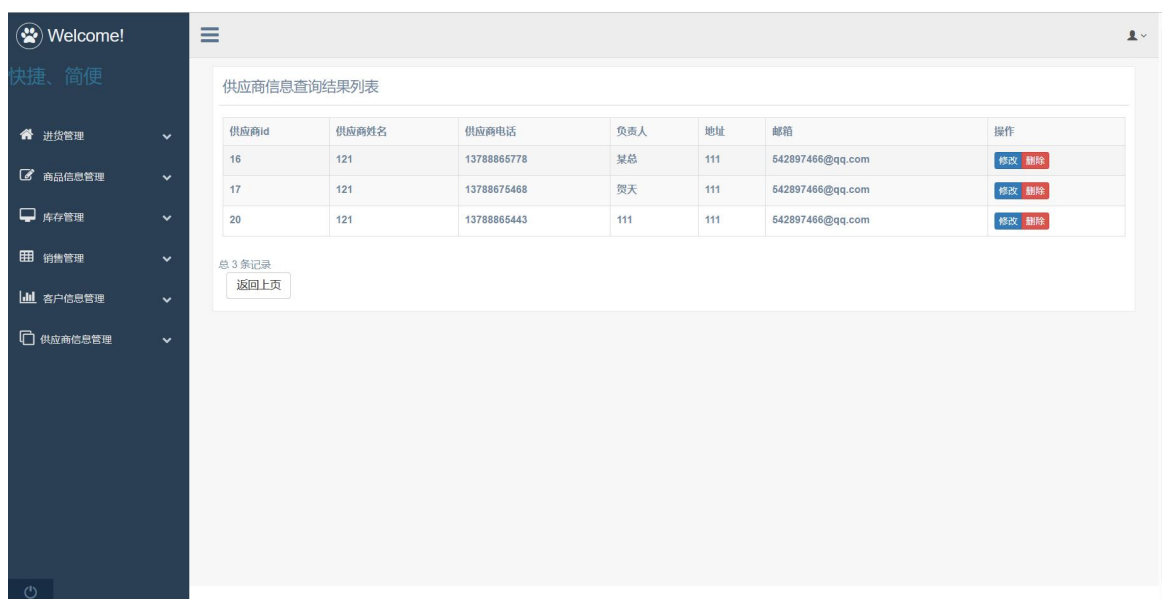 Welcome!
快捷、简便
进货管理
商品信息管理
库存管理
销售管理
客户信息管理
供应商信息管理
供应商信息查询结果列表
供应商id 供应商姓名 供应商电话 负责人 地址 邮箱 操作
16 121 13788865778 某总 111 542897466@qq.com 修改 删除
17 121 13788675468 贺天 111 542897466@qq.com 修改 删除
20 121 13788865443 111 111 542897466@qq.com 修改 删除
总 3 条记录
返回上页